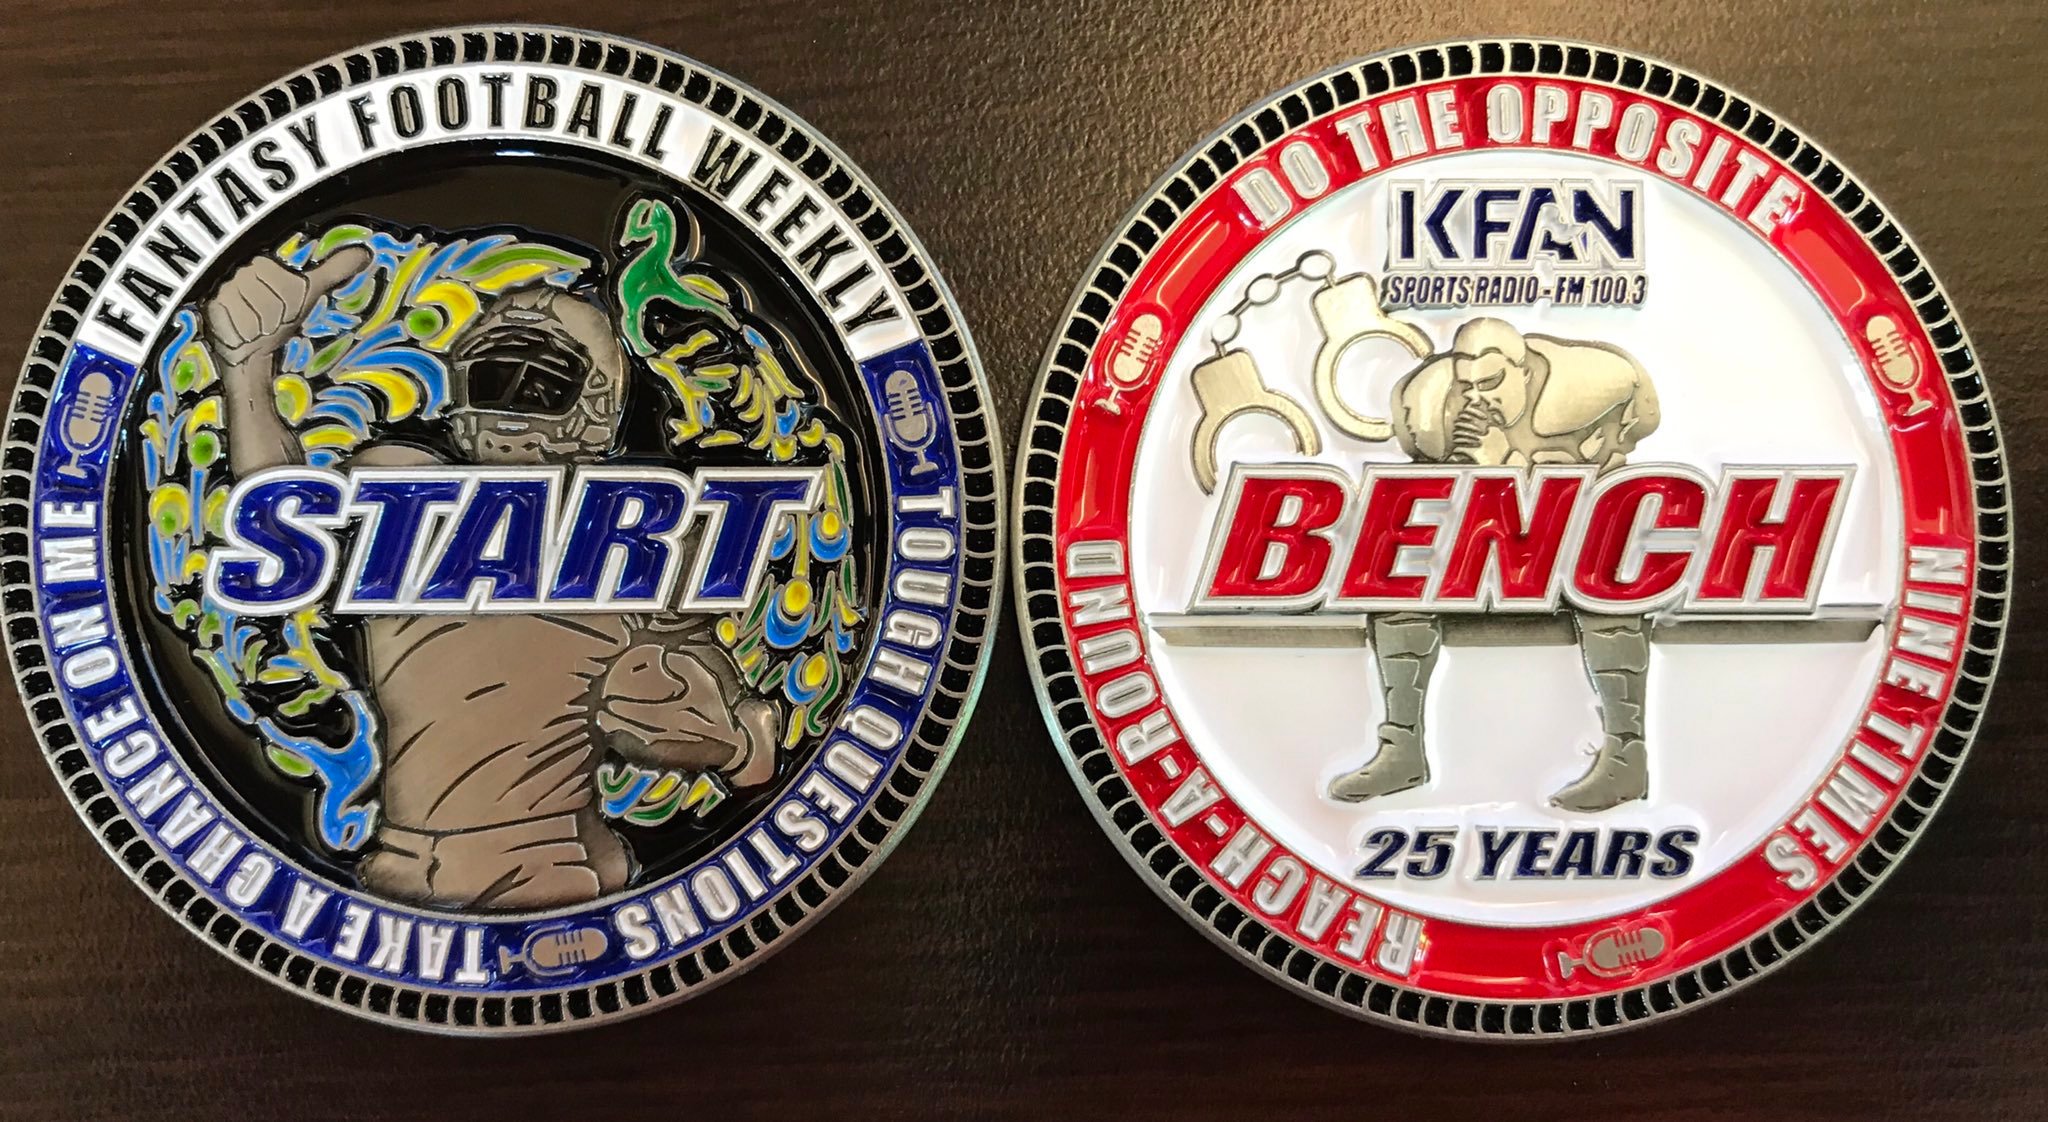 FANTASY FOOTBALL WEEKLY
START
TOUGH QUESTIONS
TAKE A CHANCE ON ME
DO THE OPPOSITE
KFAN
SPORTS RADIO - FM 100.3
BENCH
25 YEARS
NINE TIMES
REACH-A-ROUND